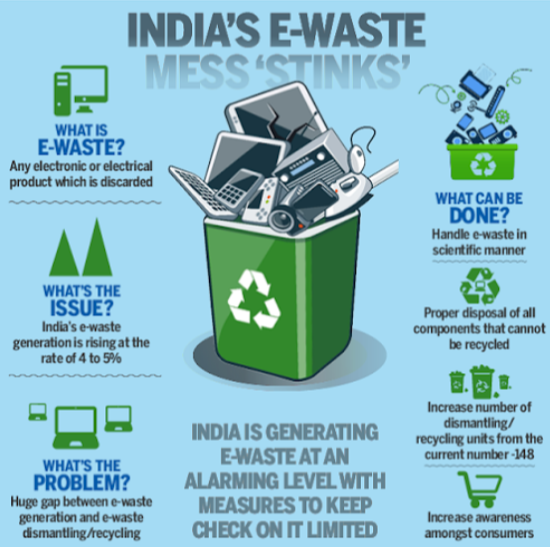 INDIA'S E-WASTE
MESS 'STINKS'
WHAT IS
E-WASTE?
Any electronic or electrical
product which is discarded
WHAT'S THE
ISSUE?
India's e-waste
generation is rising at the
rate of 4 to 5%
WHAT'S THE
PROBLEM?
Huge gap between e-waste
generation and e-waste
dismantling/recycling
INDIA IS GENERATING
E-WASTE AT AN
ALARMING LEVEL WITH
MEASURES TO KEEP
CHECK ON IT LIMITED
WHAT CAN BE
DONE?
Handle e-waste in
scientific manner
Proper disposal of all
components that cannot
be recycled
Increase number of
dismantling/
recycling units from the
current number -148
Increase awareness
amongst consumers